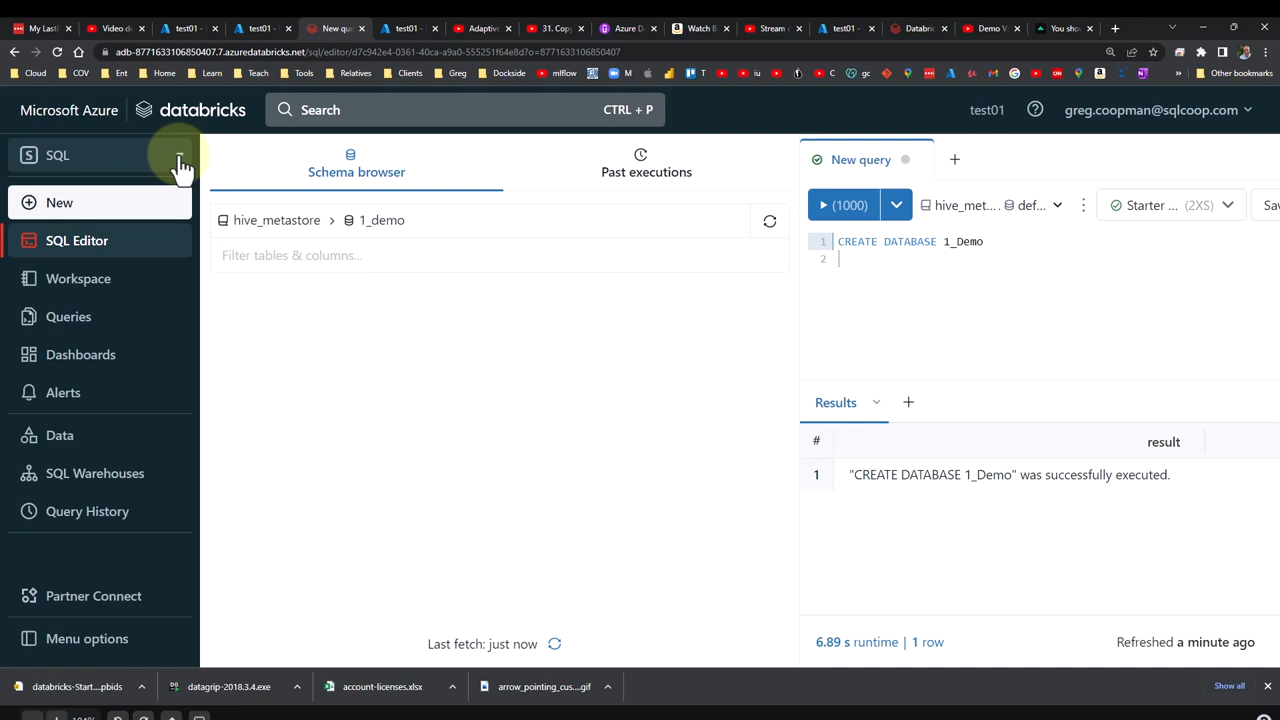 My Last
Video d
test01 -
test01 -
New qu
test01 -
Adaptive
31. Copy
Azure Da
Watch B
Stream o
test01 -
Databric
Demo V
You shou
adb-8771633106850407.7.azuredatabricks.net/sql/editor/d7c942e4-0361-40ca-a9a0-555251f64e8d?o=8771633106850407
Cloud COV Ent Home Learn Teach Tools Relatives Clients Greg Dockside mlflow M T iu C gc Other bookmarks
Microsoft Azure databricks Search CTRL + P test01 greg.coopman@sqlcoop.com
SQL
New
SQL Editor
Workspace
Queries
Dashboards
Alerts
Data
SQL Warehouses
Query History
Partner Connect
Menu options
Schema browser
Past executions
hive_metastore > 1_demo
Filter tables & columns...
Last fetch: just now
New query
(1000) hive_met... . def... Starter ... (2XS) Sav
1 CREATE DATABASE 1_Demo
2
Results
# result
1 "CREATE DATABASE 1_Demo" was successfully executed.
6.89 s runtime | 1 row Refreshed a minute ago
databricks-Start....pbids datagrip-2018.3.4.exe account-licenses.xlsx arrow_pointing_cus....gif Show all